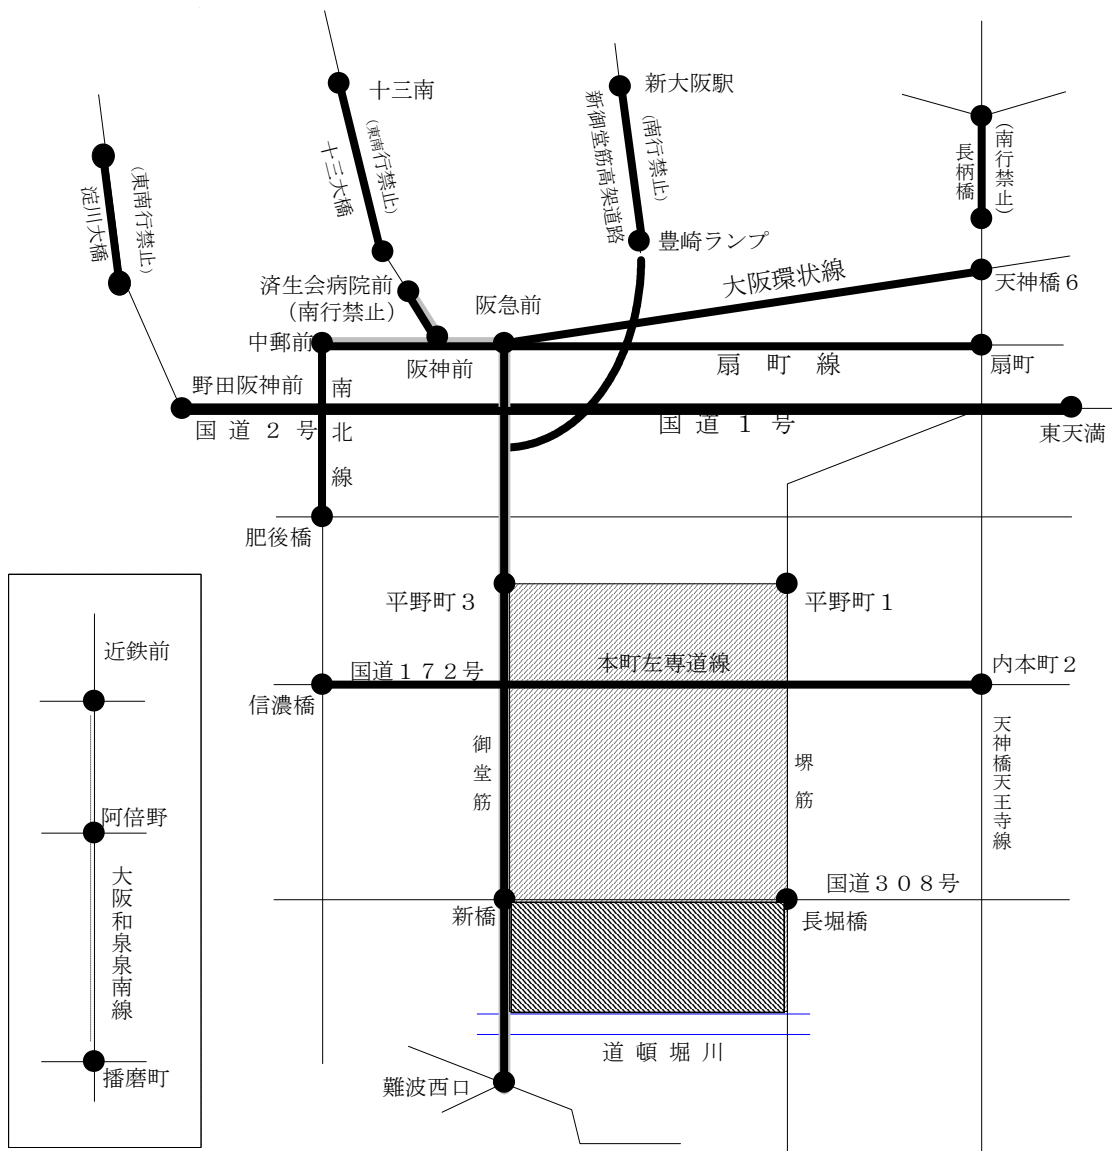 十三南
新大阪駅
(東南行禁止)
十三大橋
新御堂筋高架道路
(南行禁止)
長柄橋
(南行禁止)
(東南行禁止)
淀川大橋
豊崎ランプ
大阪環状線
天神橋６
済生会病院前
(南行禁止)
阪急前
中郵前
阪神前
扇町線
扇町
野田阪神前
南北線
国道２号
国道１号
東天満
肥後橋
平野町３
平野町１
近鉄前
国道１７２号
本町左専道線
内本町２
信濃橋
御堂筋
堺筋
天神橋天王寺線
阿倍野
大阪和泉泉南線
国道３０８号
新橋
長堀橋
道頓堀川
播磨町
難波西口